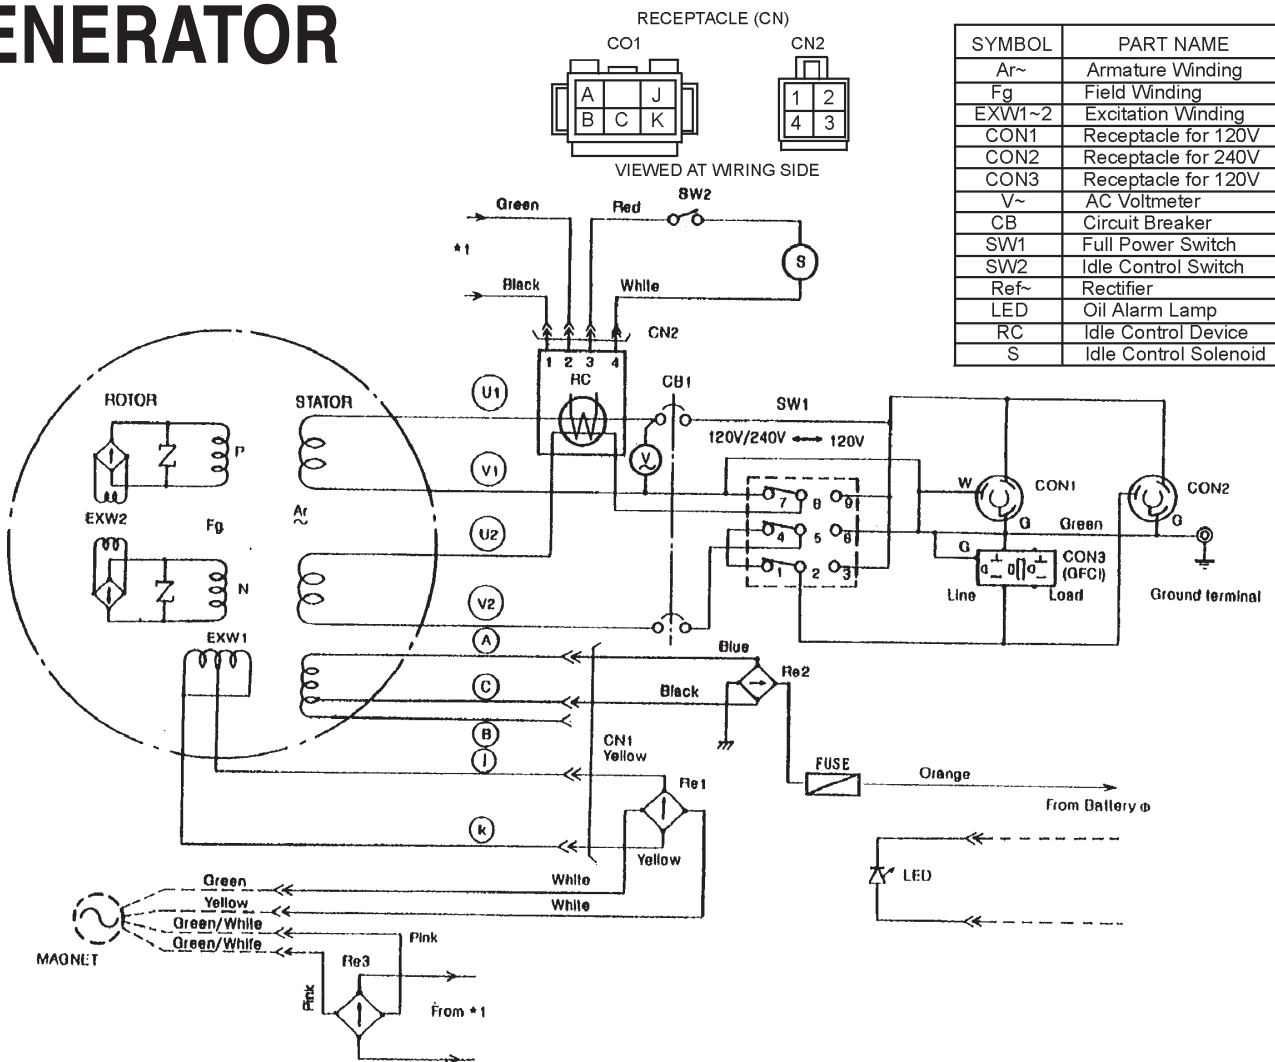 ENERATOR
RECEPTACLE (CN)
CO1
CN2
A J
B C K
1 2
4 3
VIEWED AT WIRING SIDE
SYMBOL PART NAME
Ar~ Armature Winding
Fg Field Winding
EXW1~2 Excitation Winding
CON1 Receptacle for 120V
CON2 Receptacle for 240V
CON3 Receptacle for 120V
V~ AC Voltmeter
CB Circuit Breaker
SW1 Full Power Switch
SW2 Idle Control Switch
Ref~ Rectifier
LED Oil Alarm Lamp
RC Idle Control Device
S Idle Control Solenoid
Green
Red
SW2
*1
S
Black
White
CN2
1 2 3 4
RC
CB1
U1
SW1
120V/240V ↔ 120V
ROTOR
STATOR
P
V
V1
W
CON1
CON2
7 8 9
G
G
EXW2
Fg
Ar
~
U2
4 5 6
Green
G
CON3
(GFCI)
1 2 3
N
Line
Load
Ground terminal
V2
EXW1
A
Blue
Re2
C
Black
B
CN1
Yellow
J
FUSE
Orange
Re1
From Battery ⊕
k
Yellow
LED
Green
White
Yellow
White
Green/White
Pink
Green/White
MAGNET
Re3
Pink
From *1